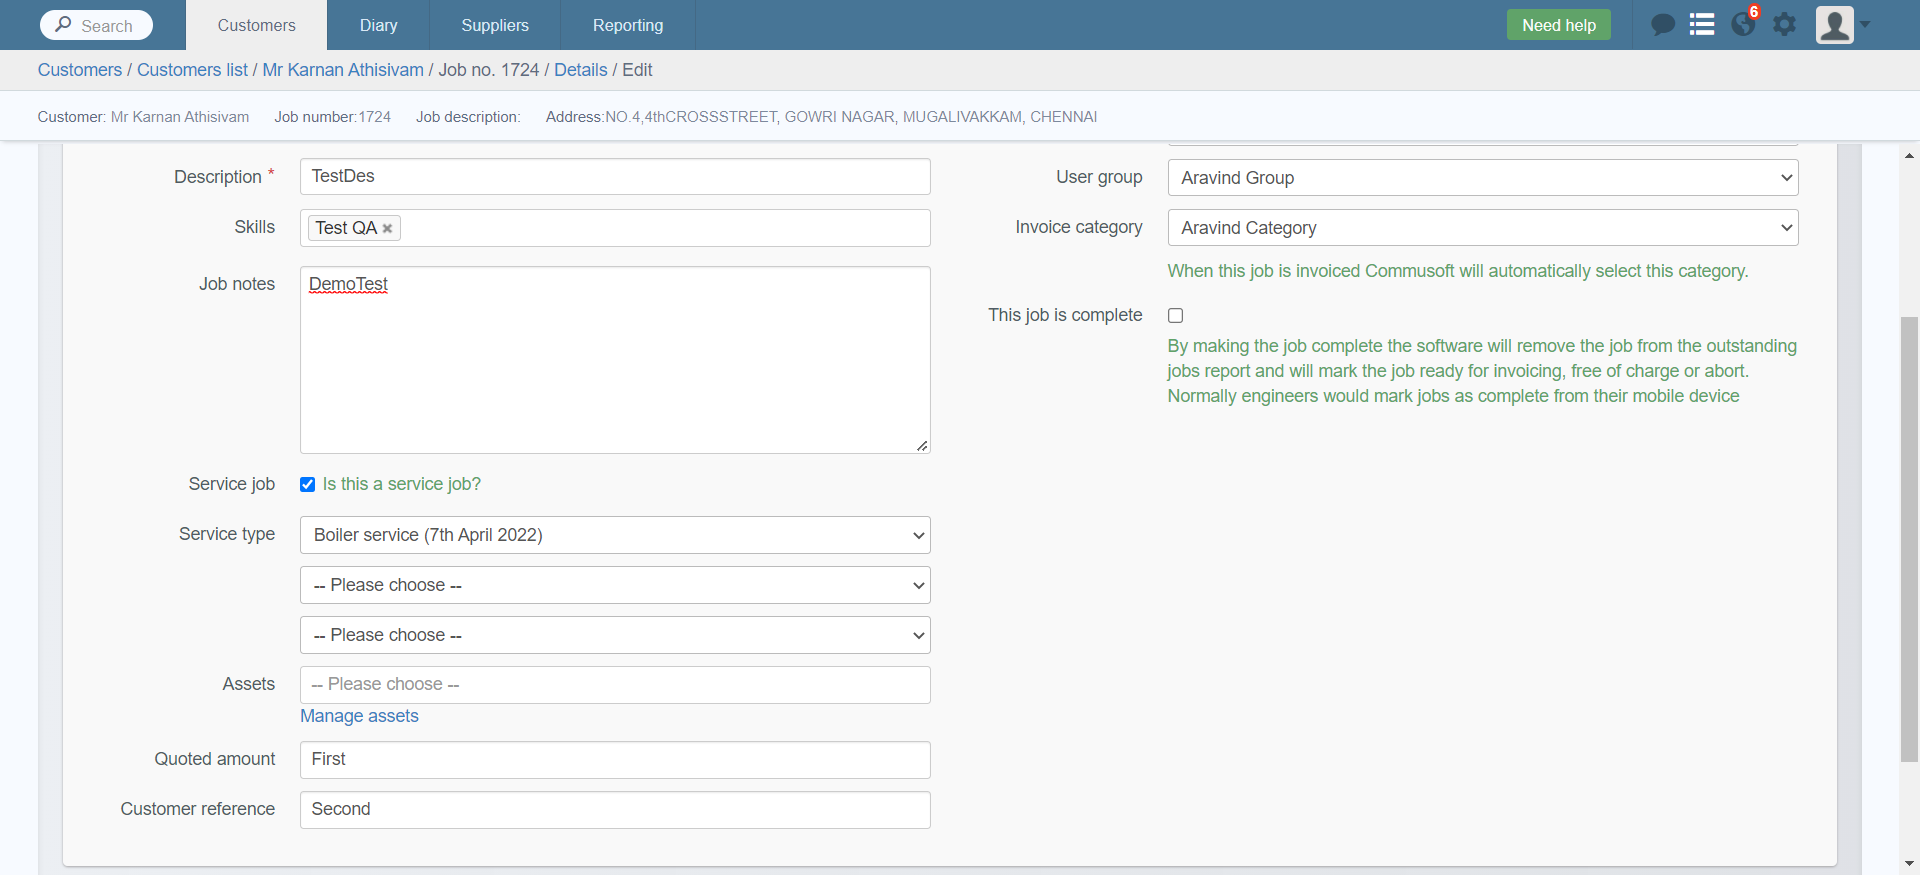 Search
Customers
Diary
Suppliers
Reporting
Need help
6
Customers / Customers list / Mr Karnan Athisivam / Job no. 1724 / Details / Edit
Customer: Mr Karnan Athisivam Job number:1724 Job description: Address:NO.4,4thCROSSSTREET, GOWRI NAGAR, MUGALIVAKKAM, CHENNAI
Description * TestDes
Skills Test QA ×
Job notes DemoTest
Service job Is this a service job?
Service type Boiler service (7th April 2022)
-- Please choose --
-- Please choose --
Assets -- Please choose --
Manage assets
Quoted amount First
Customer reference Second
User group Aravind Group
Invoice category Aravind Category
When this job is invoiced Commusoft will automatically select this category.
This job is complete
By making the job complete the software will remove the job from the outstanding
jobs report and will mark the job ready for invoicing, free of charge or abort.
Normally engineers would mark jobs as complete from their mobile device